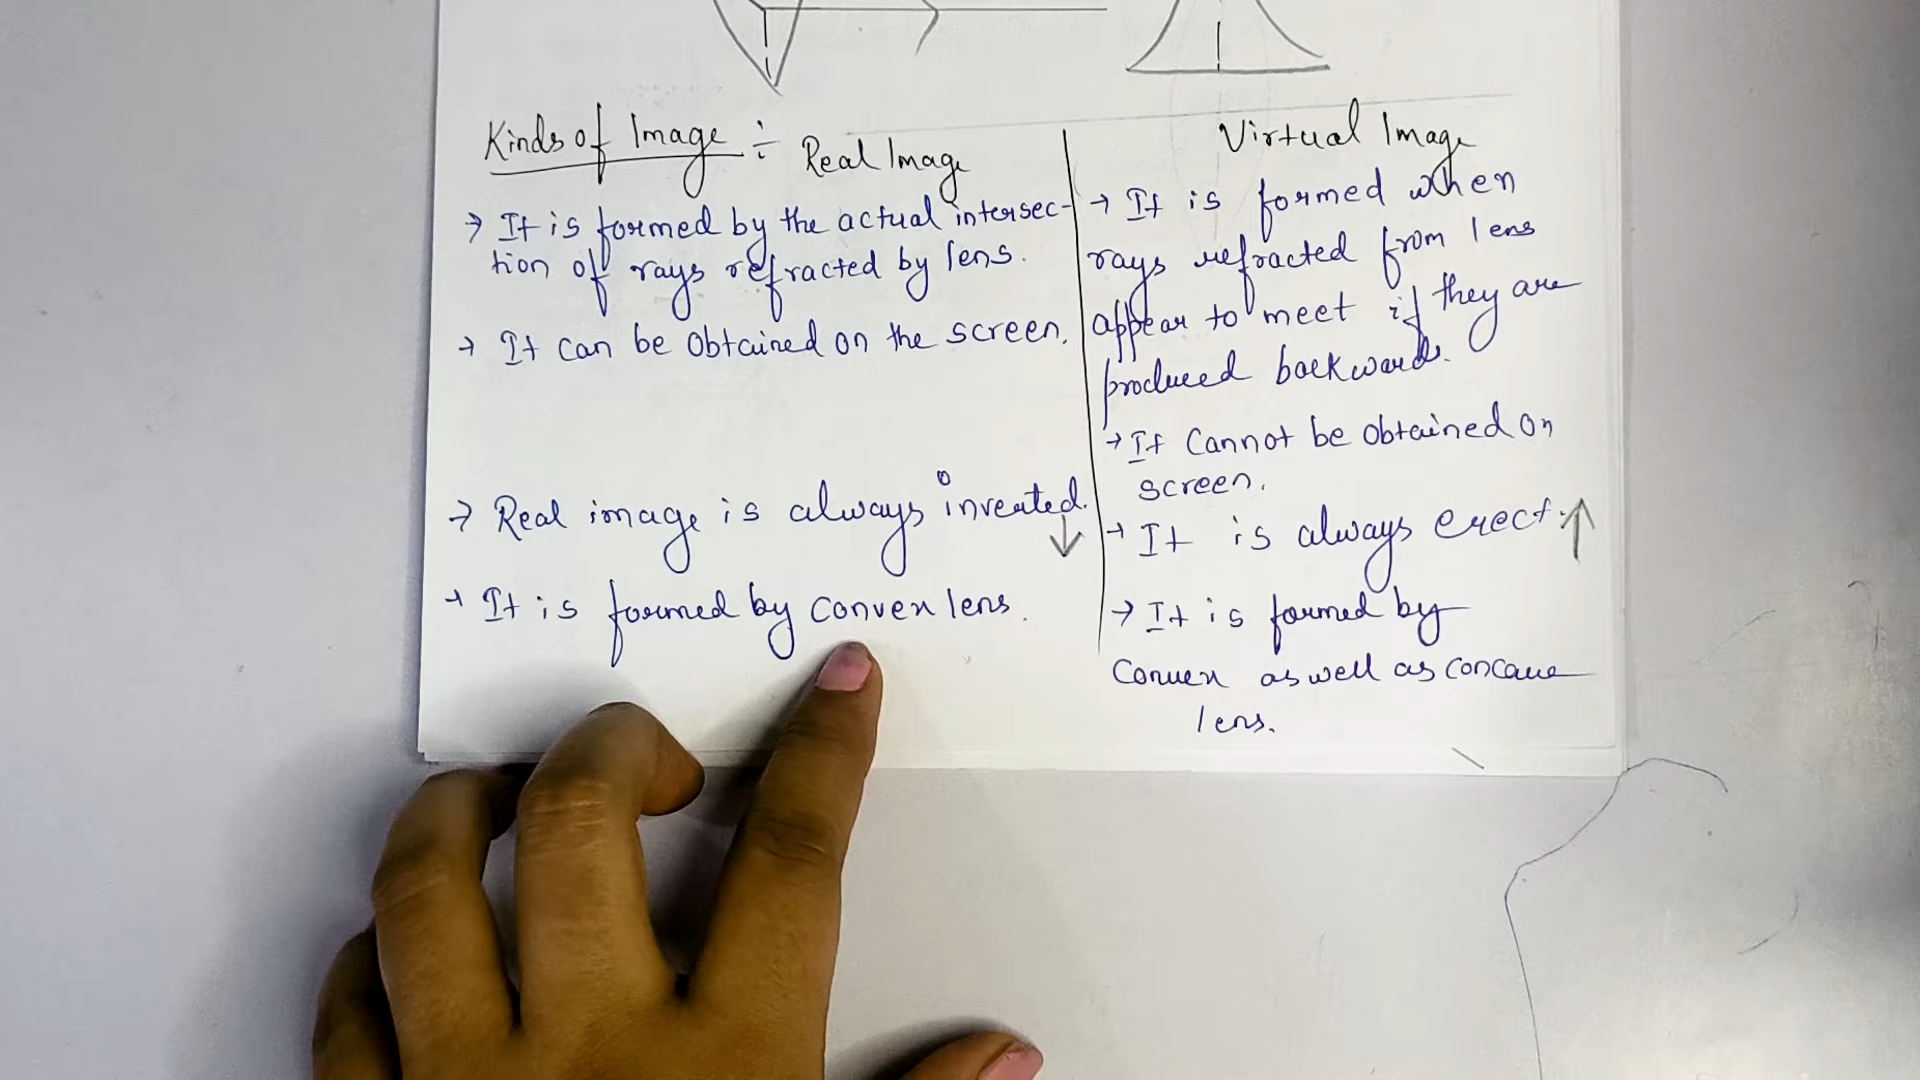 Kinds of Image ÷ Real Image
→ It is formed by the actual intersec-
tion of rays refracted by lens.
→ It can be obtained on the screen.
→ Real image is always inverted. ↓
→ It is formed by convex lens.
Virtual Image
→ It is formed when
rays refracted from lens
appear to meet if they are
produced backwards.
→ It Cannot be obtained on
screen.
→ It is always erect. ↑
→ It is formed by
Convex as well as concave
lens.